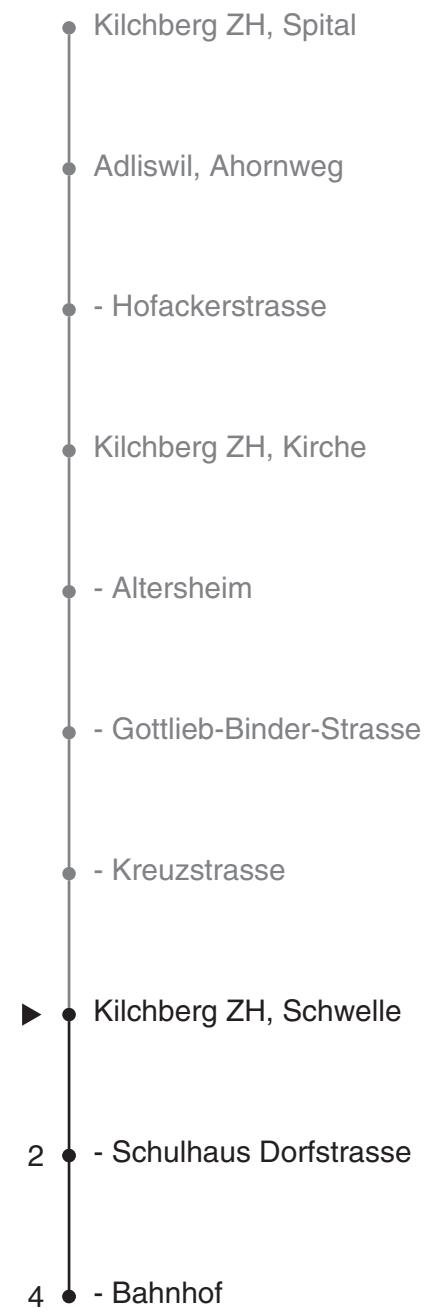 Kilchberg ZH, Spital
Adliswil, Ahornweg
- Hofackerstrasse
Kilchberg ZH, Kirche
- Altersheim
- Gottlieb-Binder-Strasse
- Kreuzstrasse
Kilchberg ZH, Schwelle
2 - Schulhaus Dorfstrasse
4 - Bahnhof